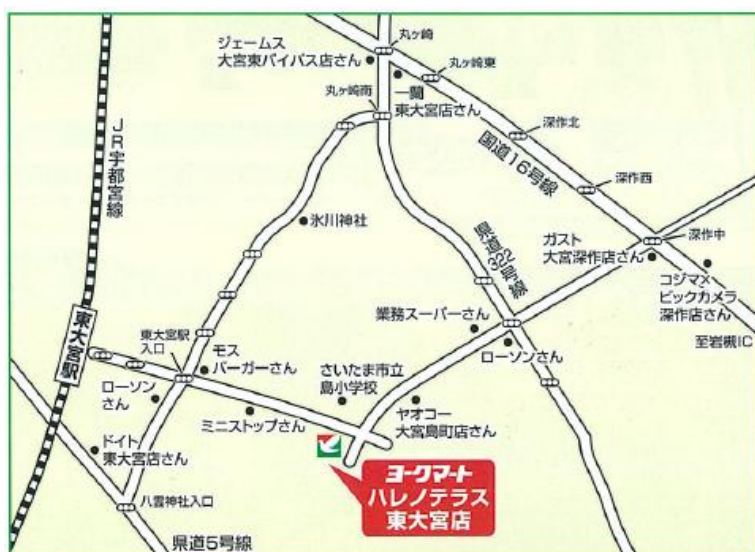 丸ヶ崎
ジェームス
大宮東バイパス店さん
丸ヶ崎東
一蘭
東大宮店さん
丸ヶ崎南
深作北
国道16号線
深作西
JR宇都宮線
氷川神社
県道322号線
ガスト
大宮深作店さん
深作中
コジマ×
ビックカメラ
深作店さん
至岩槻IC
業務スーパーさん
ローソンさん
東大宮駅
東大宮駅
入口
モス
バーガーさん
さいたま市立
島小学校
ローソン
さん
ミニストップさん
ヤオコー
大宮島町店さん
ドイト
東大宮店さん
ヨークマート
ハレノテラス
東大宮店
八雲神社入口
県道5号線